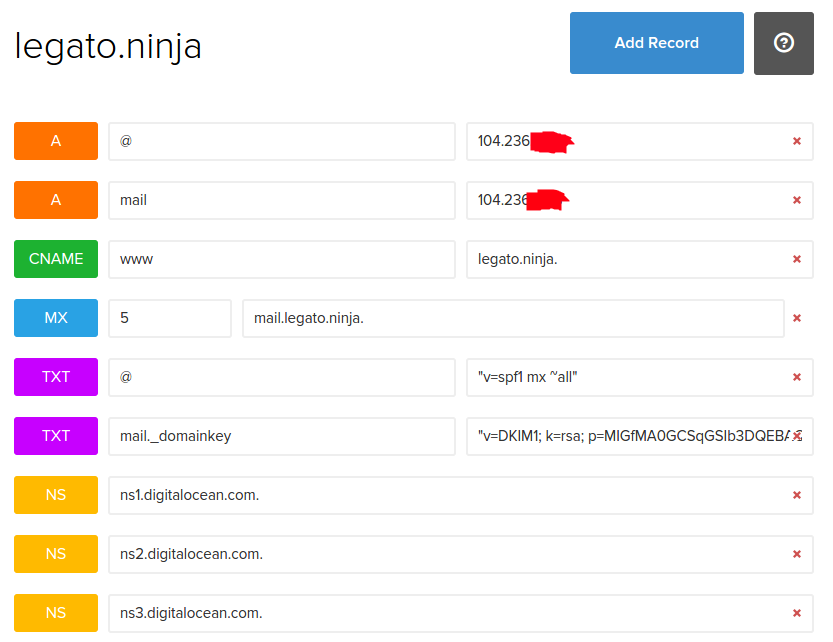 legato.ninja
Add Record
?
A @ 104.236
A mail 104.236
CNAME www legato.ninja.
MX 5 mail.legato.ninja.
TXT @ "v=spf1 mx ~all"
TXT mail._domainkey "v=DKIM1; k=rsa; p=MIGfMA0GCSqGSIb3DQEBA
NS ns1.digitalocean.com.
NS ns2.digitalocean.com.
NS ns3.digitalocean.com.